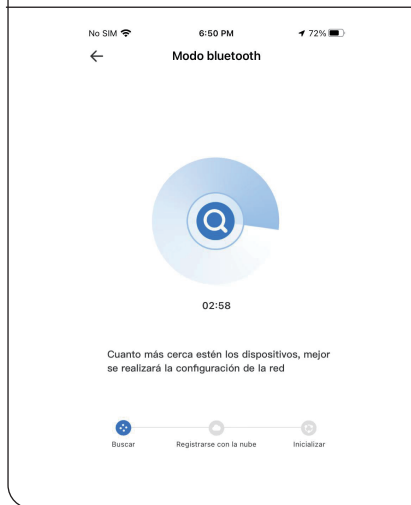 No SIM 6:50 PM 72%
Modo bluetooth
02:58
Cuanto más cerca estén los dispositivos, mejor
se realizará la configuración de la red
Buscar Registrarse con la nube Inicializar